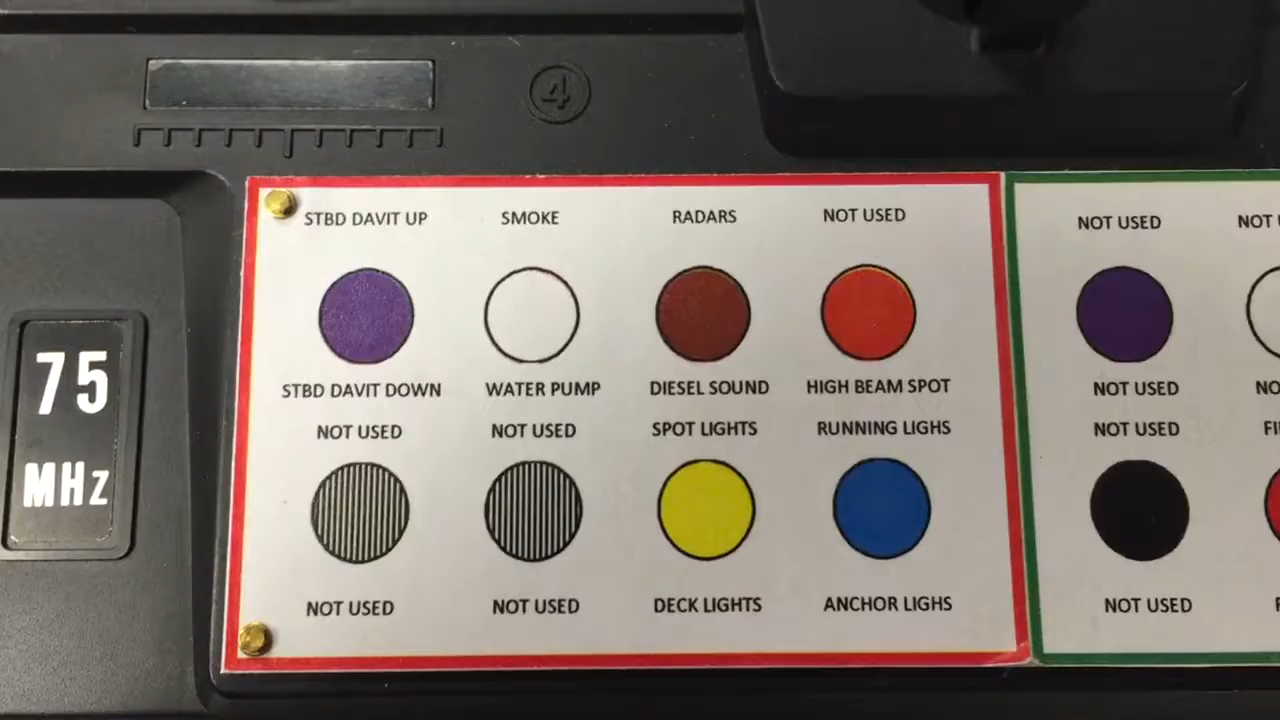 4
STBD DAVIT UP SMOKE RADARS NOT USED
STBD DAVIT DOWN WATER PUMP DIESEL SOUND HIGH BEAM SPOT
NOT USED NOT USED SPOT LIGHTS RUNNING LIGHS
NOT USED NOT USED DECK LIGHTS ANCHOR LIGHS
75
MHz
NOT USED NOT
NOT USED
NOT USED
NOT USED